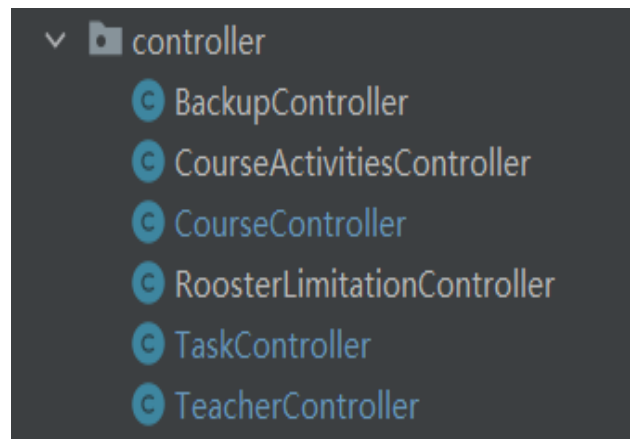 controller
BackupController
CourseActivitiesController
CourseController
RoosterLimitationController
TaskController
TeacherController